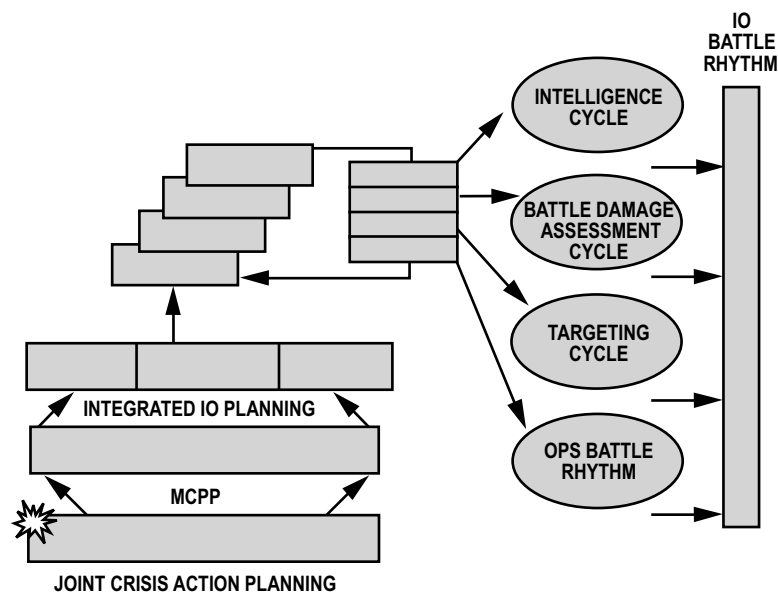 IO
BATTLE
RHYTHM
INTELLIGENCE
CYCLE
BATTLE DAMAGE
ASSESSMENT
CYCLE
TARGETING
CYCLE
OPS BATTLE
RHYTHM
INTEGRATED IO PLANNING
MCPP
JOINT CRISIS ACTION PLANNING